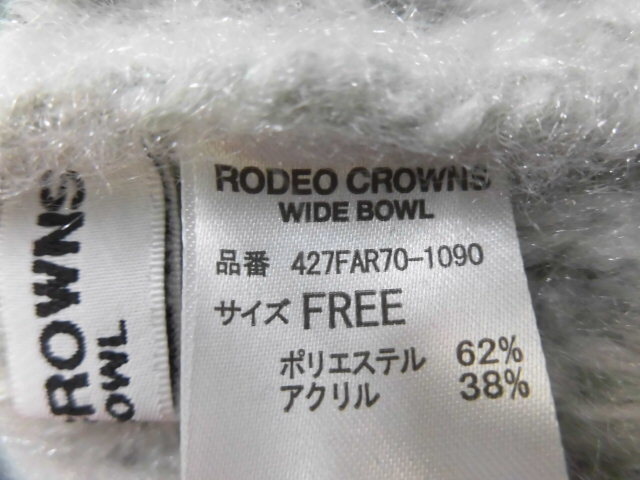 RODEO CROWNS
WIDE BOWL
品番 427FAR70-1090
サイズ FREE
ポリエステル 62%
アクリル 38%
ROWNS
OWL